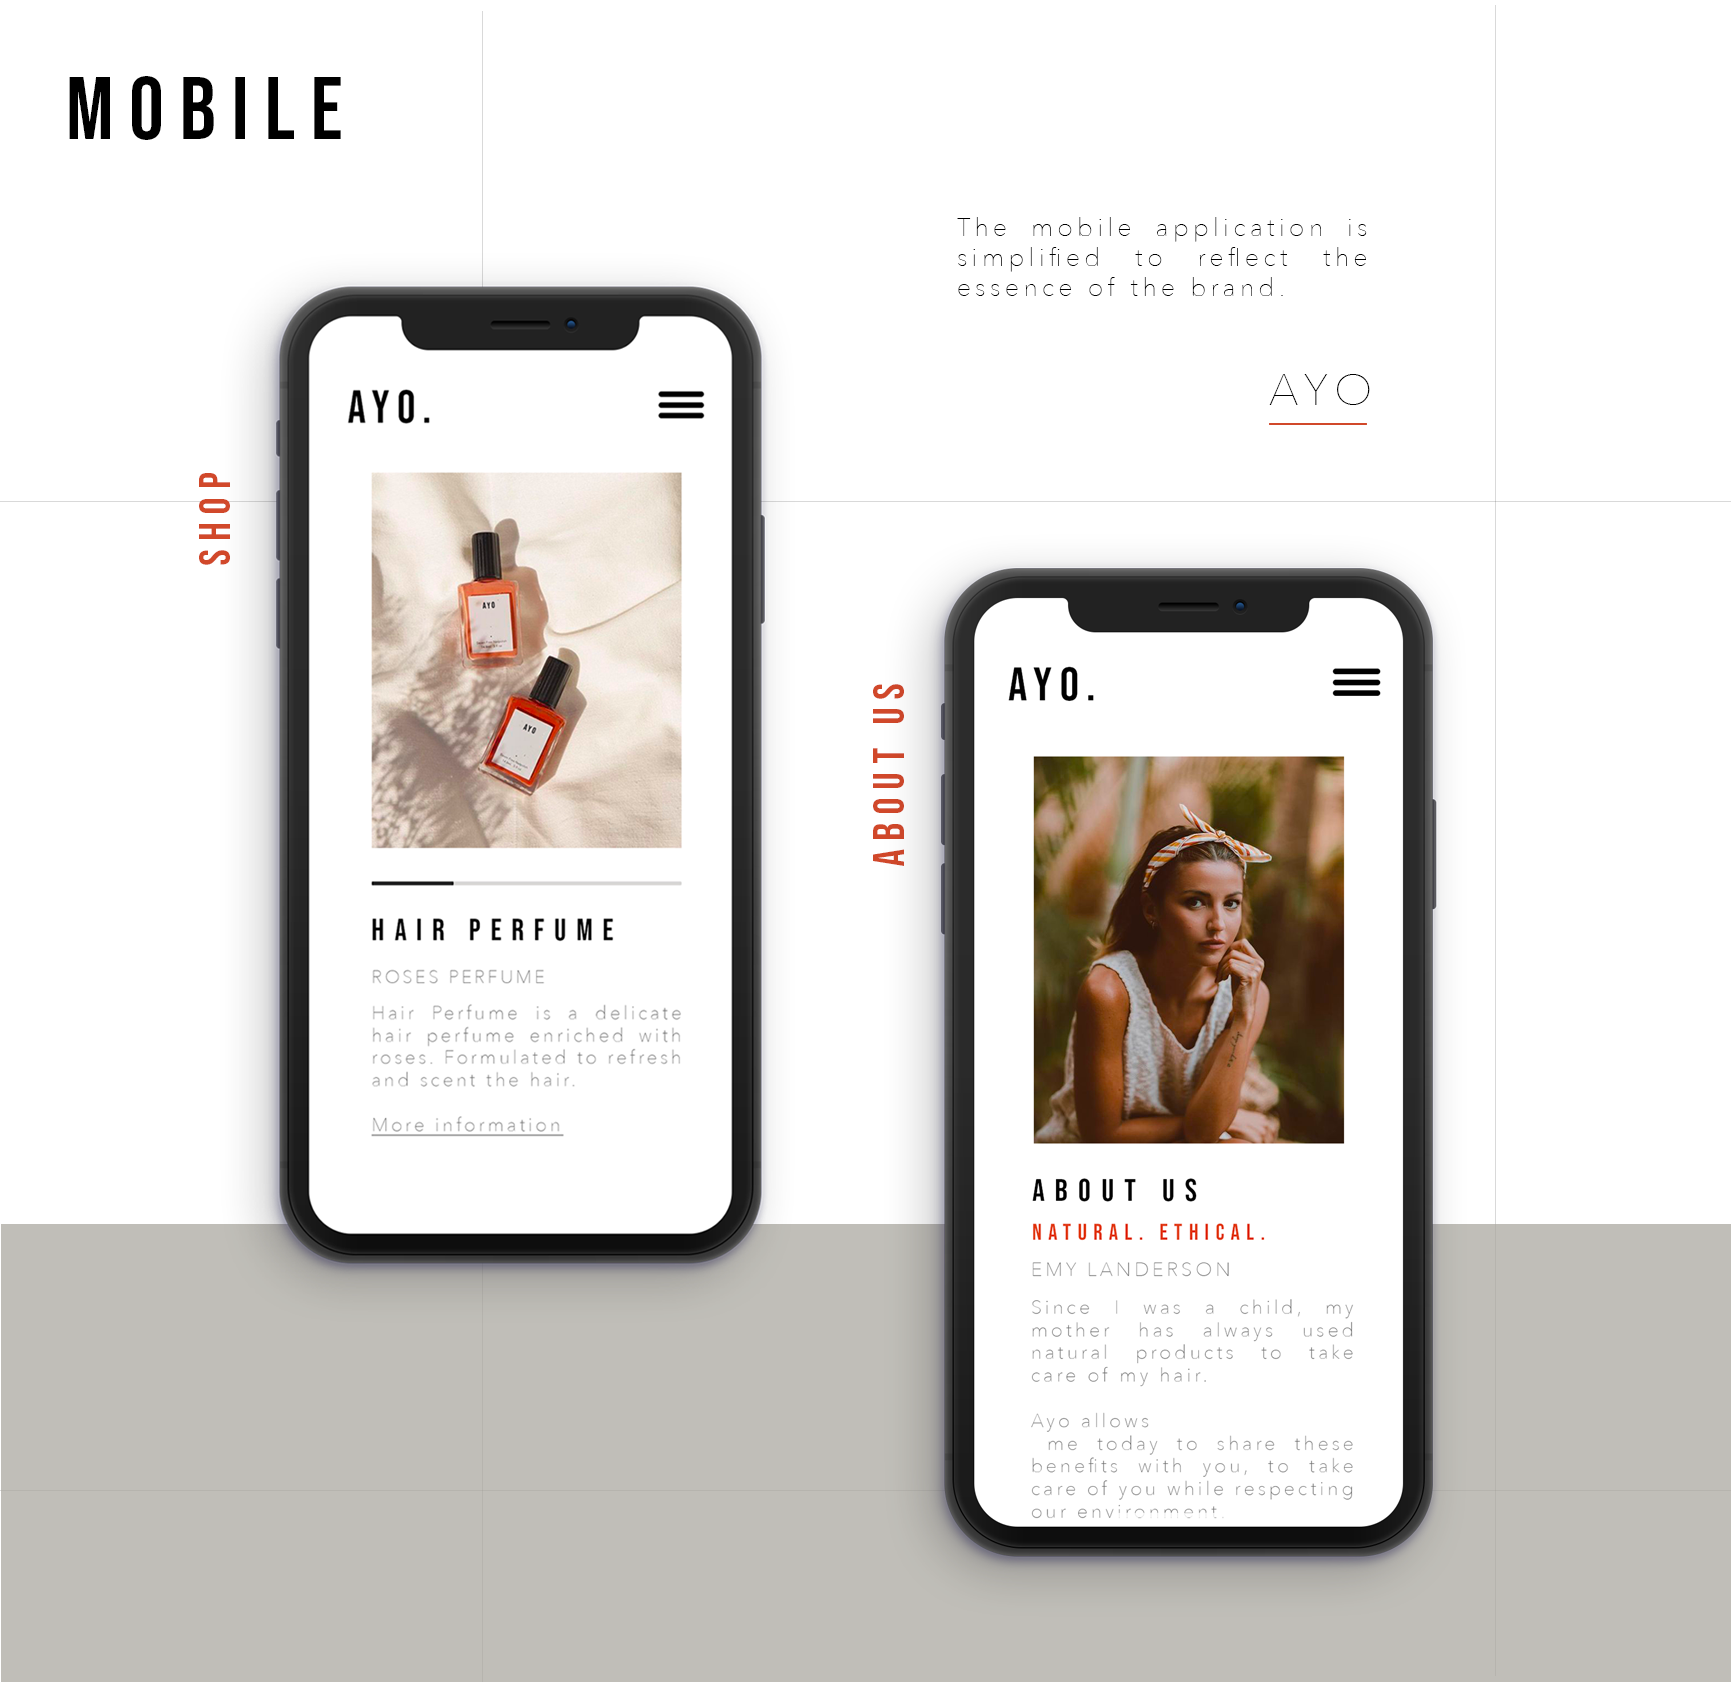 MOBILE
The mobile application is
simplified to reflect the
essence of the brand.
AYO
SHOP
AYO.
AYO
AYO
HAIR PERFUME
ROSES PERFUME
Hair Perfume is a delicate
hair perfume enriched with
roses. Formulated to refresh
and scent the hair.
More information
ABOUT US
AYO.
ABOUT US
NATURAL. ETHICAL.
EMY LANDERSON
Since I was a child, my
mother has always used
natural products to take
care of my hair.
Ayo allows
me today to share these
benefits with you, to take
care of you while respecting
our environment.